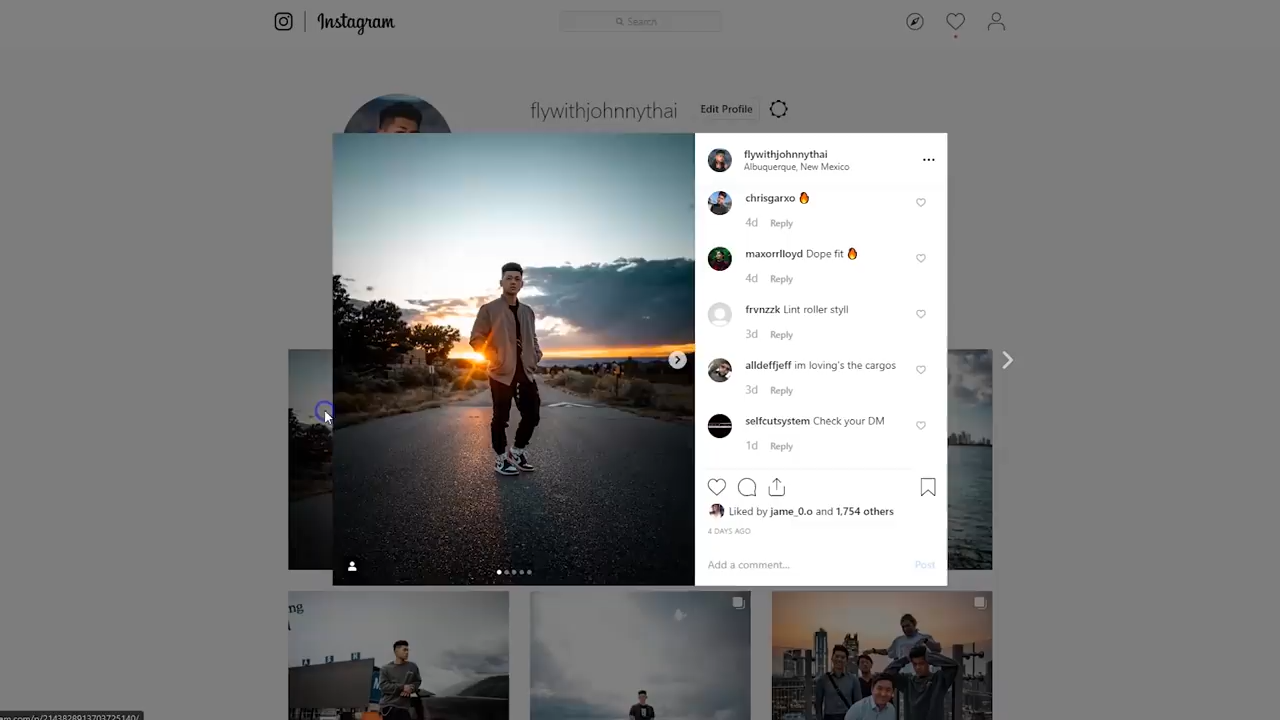 Instagram
Search
flywithjohnnythai
Edit Profile
flywithjohnnythai
Albuquerque, New Mexico
chrisgarxo 🔥
4d Reply
maxorrlloyd Dope fit 🔥
4d Reply
frvnzzk Lint roller styll
3d Reply
alldeffjeff im loving's the cargos
3d Reply
selfcutsystem Check your DM
1d Reply
Liked by jame_0.o and 1,754 others
4 DAYS AGO
Add a comment...
Post